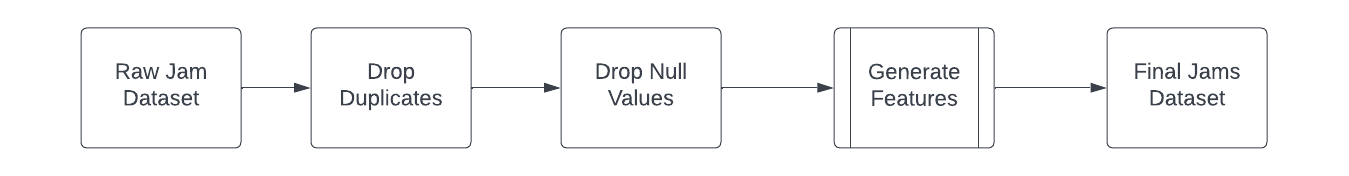 Raw Jam
Dataset
Drop
Duplicates
Drop Null
Values
Generate
Features
Final Jams
Dataset